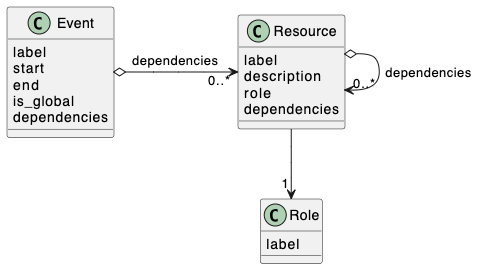 C Event
label
start
end
is_global
dependencies
dependencies
0..*
C Resource
label
description
role
dependencies
dependencies
0..*
1
C Role
label